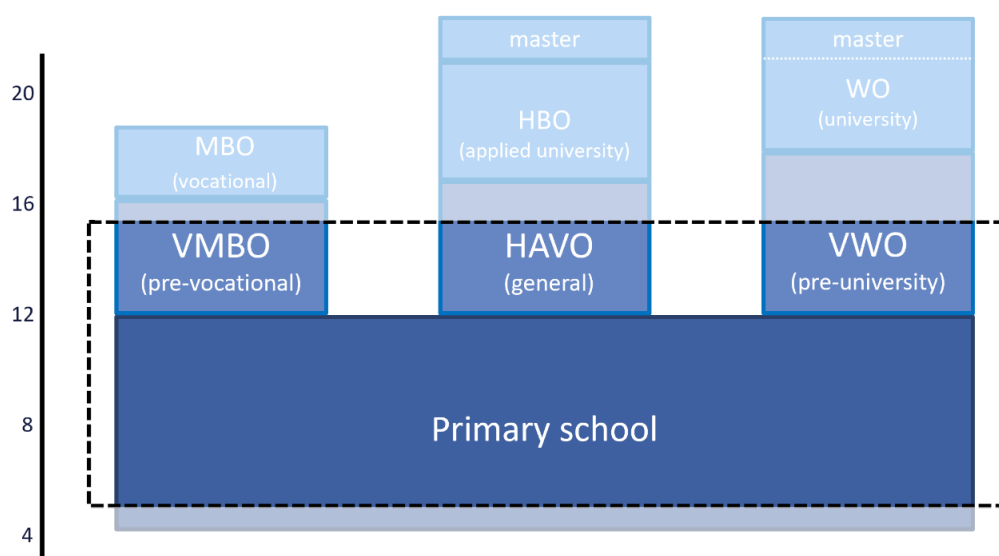 master
master
20
WO
(university)
HBO
(applied university)
MBO
(vocational)
16
VMBO
(pre-vocational)
HAVO
(general)
VWO
(pre-university)
12
8
Primary school
4